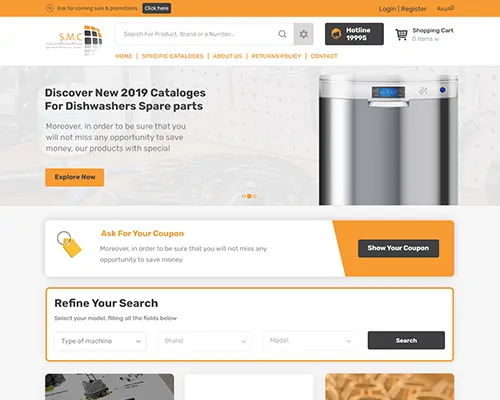 Ask for coming sale & promotions
Click here
Login | Register
العربية
S.M.C
Search For Product, Brand or a Number...
Hotline
19995
Shopping Cart
0 Items
HOME | SPECIFIC CATALOGES | ABOUT US | RETURNS POLICY | CONTACT
Discover New 2019 Cataloges
For Dishwashers Spare parts
Moreover, in order to be sure that you
will not miss any opportunity to save
money, our products with special
Explore Now
Ask For Your Coupon
Moreover, in order to be sure that you will not miss any
opportunity to save money
Show Your Coupon
Refine Your Search
Select your model, filling all the fields below
Type of machine
Brand
Model
Search